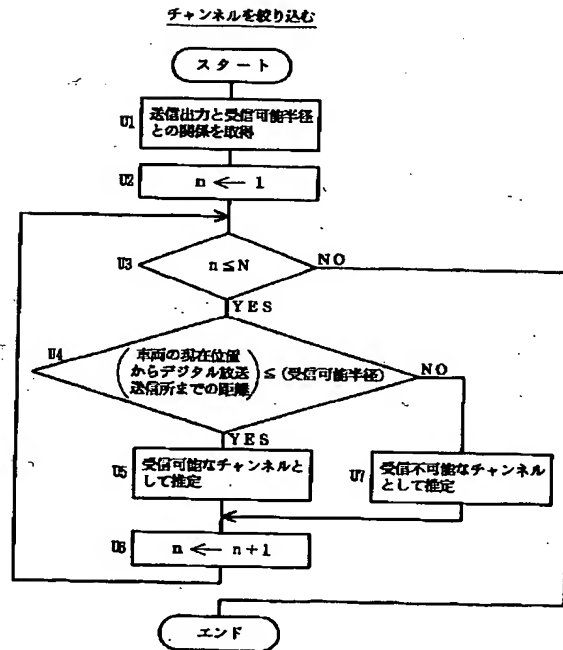 チャンネルを絞り込む
スタート
U1
送信出力と受信可能半径
との関係を取得
U2
n ← 1
U3
n≦N
NO
YES
U4
車両の現在位置
からデジタル放送
送信所までの距離
≦(受信可能半径)
NO
YES
U5
受信可能なチャンネルと
して推定
U7
受信不可能なチャンネル
として推定
U6
n ← n+1
エンド